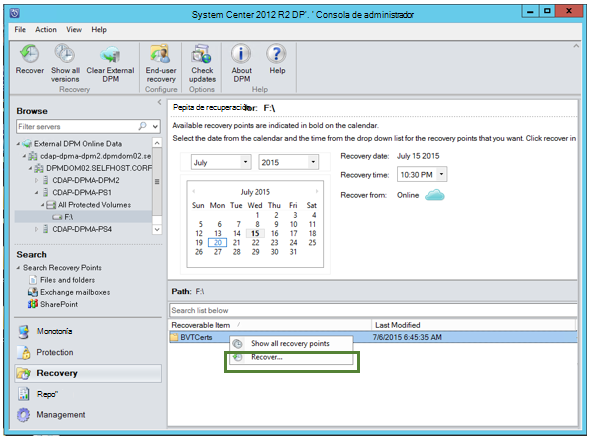 System Center 2012 R2 DP'. ' Consola de administrador
File Action View Help
Recover
Show all versions
Clear External DPM
End-user recovery
Check updates
About DPM
Help
Recovery
Configure
Options
Help
Browse
Filter servers
External DPM Online Data
cdap-dpma-dpm2.dpmdom02.se
DPMDOM02.SELFHOST.CORF
CDAP-DPMA-DPM2
CDAP-DPMA-PS1
All Protected Volumes
F:\
CDAP-DPMA-PS4
Search
Search Recovery Points
Files and folders
Exchange mailboxes
SharePoint
Monotonía
Protection
Recovery
Repo"
Management
Pepita de recuperación for: F:\
Available recovery points are indicated in bold on the calendar.
Select the date from the calendar and the time from the drop down list for the recovery points that you want. Click recover in
July 2015
July 2015
Sun Mon Tue Wed Thu Fri Sat
1 2 3 4
5 6 7 8 9 10 11
12 13 14 15 16 17 18
19 20 21 22 23 24 25
26 27 28 29 30 31
Recovery date: July 15 2015
Recovery time: 10:30 PM
Recover from: Online
Path: F:\
Search list below
Recoverable Item / Last Modified
BVTCerts 7/6/2015 6:45:35 AM
Show all recovery points
Recover...